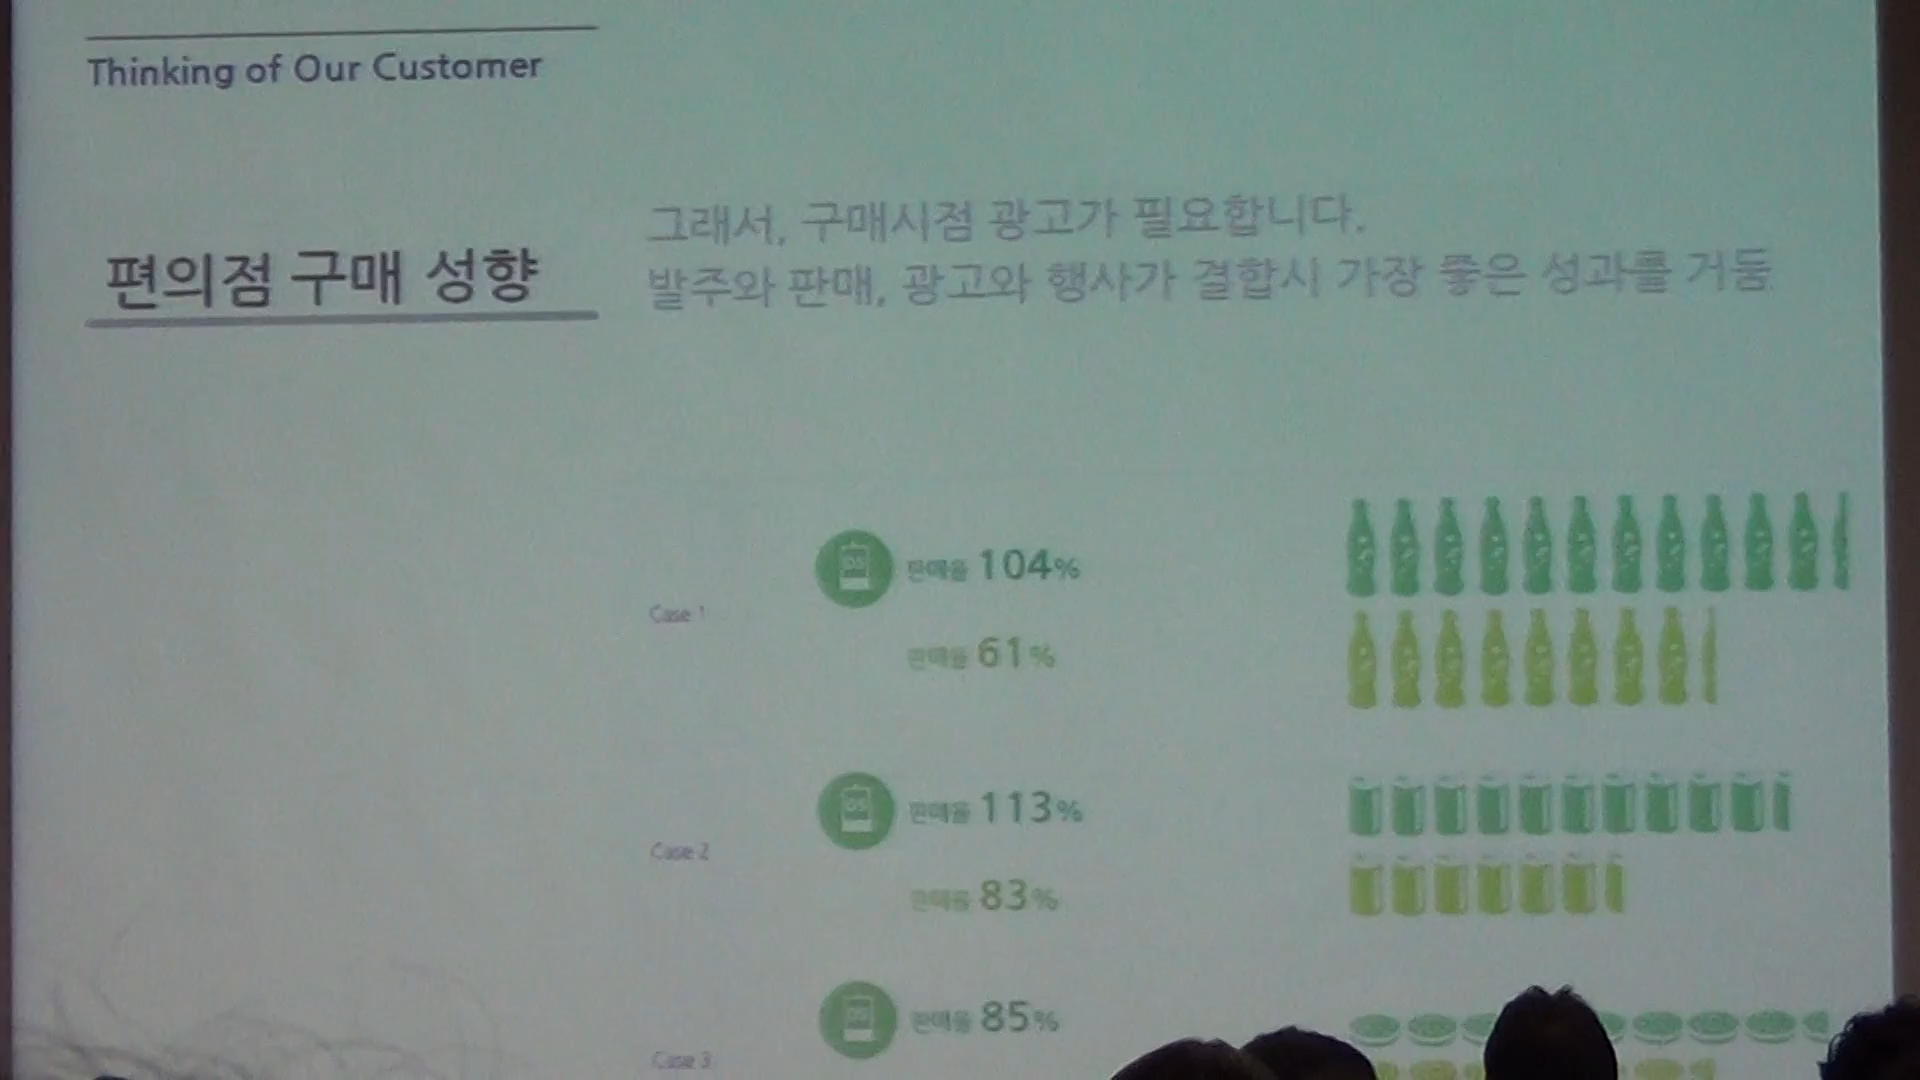 Thinking of Our Customer
편의점 구매 성향
그래서, 구매시점 광고가 필요합니다.
발주와 판매, 광고와 행사가 결합시 가장 좋은 성과를 거둠
Case 1
판매율 104%
판매율 61%
Case 2
판매율 113%
판매율 83%
Case 3
판매율 85%